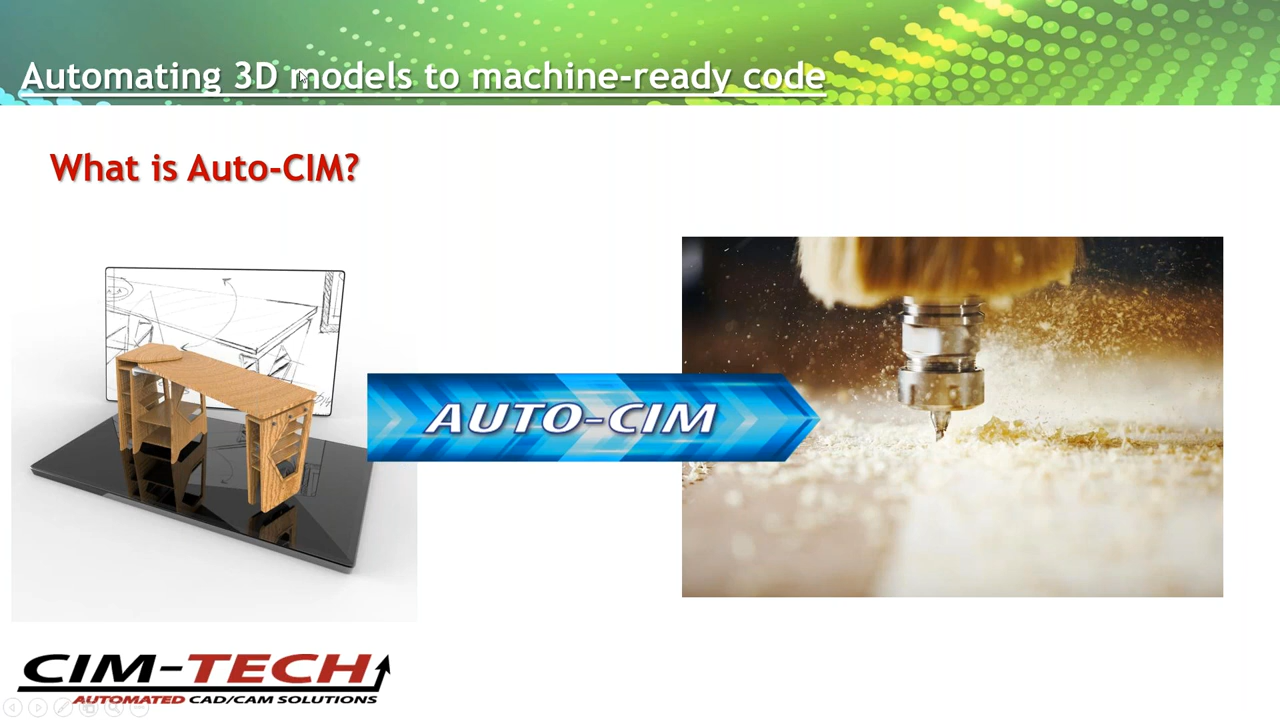 Automating 3D models to machine-ready code
What is Auto-CIM?
AUTO-CIM
CIM-TECH
AUTOMATED CAD/CAM SOLUTIONS